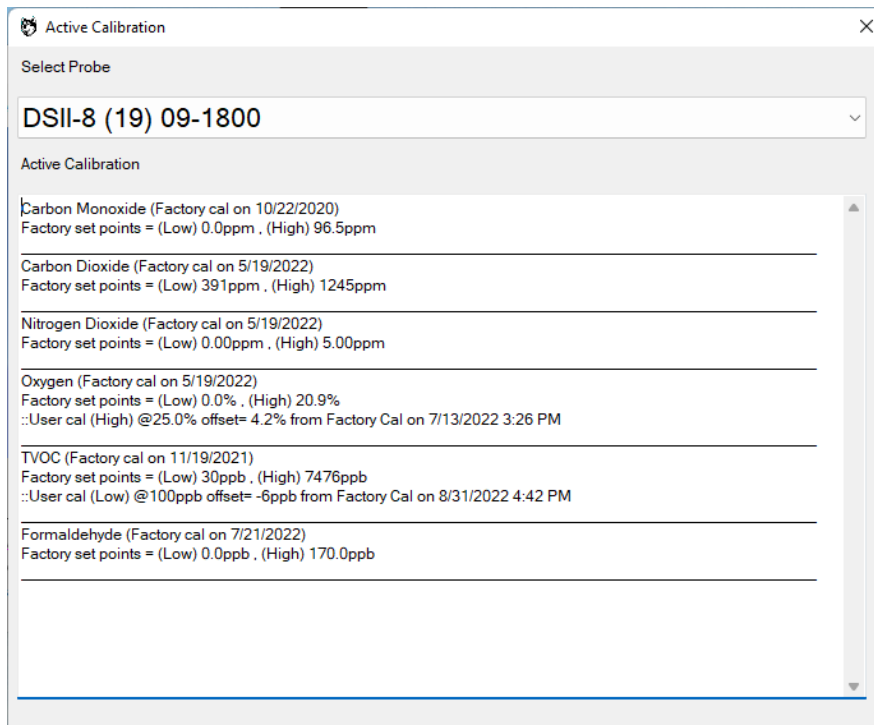 Active Calibration
Select Probe
DSII-8 (19) 09-1800
Active Calibration
Carbon Monoxide (Factory cal on 10/22/2020)
Factory set points = (Low) 0.0ppm , (High) 96.5ppm
Carbon Dioxide (Factory cal on 5/19/2022)
Factory set points = (Low) 391ppm , (High) 1245ppm
Nitrogen Dioxide (Factory cal on 5/19/2022)
Factory set points = (Low) 0.00ppm , (High) 5.00ppm
Oxygen (Factory cal on 5/19/2022)
Factory set points = (Low) 0.0% , (High) 20.9%
::User cal (High) @25.0% offset= 4.2% from Factory Cal on 7/13/2022 3:26 PM
TVOC (Factory cal on 11/19/2021)
Factory set points = (Low) 30ppb , (High) 7476ppb
::User cal (Low) @100ppb offset= -6ppb from Factory Cal on 8/31/2022 4:42 PM
Formaldehyde (Factory cal on 7/21/2022)
Factory set points = (Low) 0.0ppb , (High) 170.0ppb